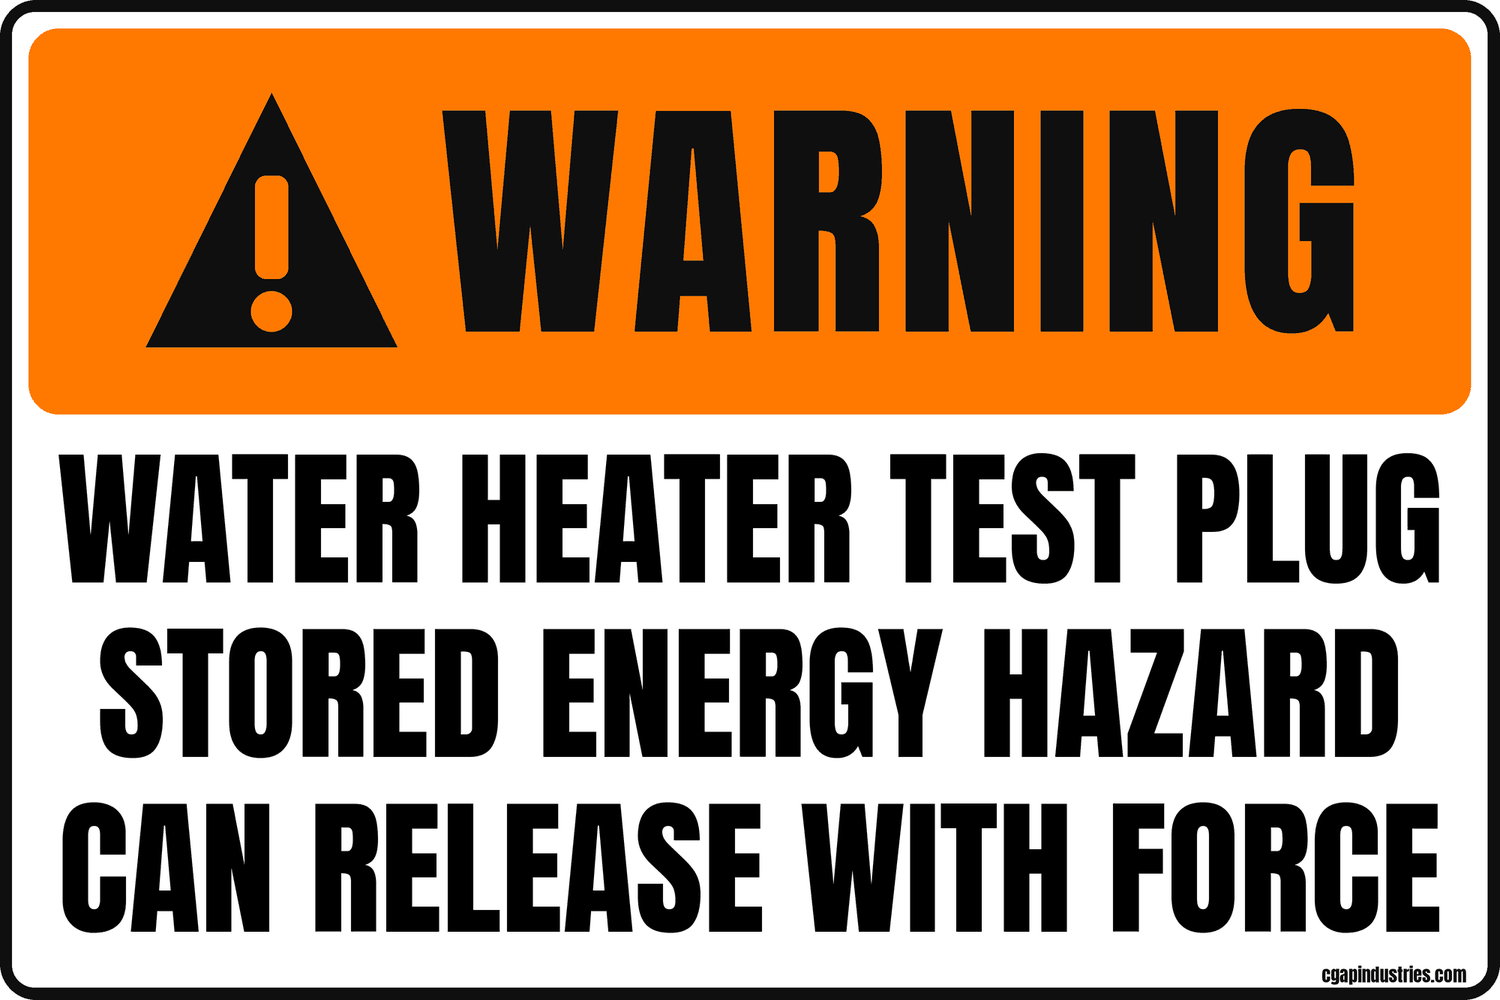 WARNING
WATER HEATER TEST PLUG
STORED ENERGY HAZARD
CAN RELEASE WITH FORCE
cgapindustries.com